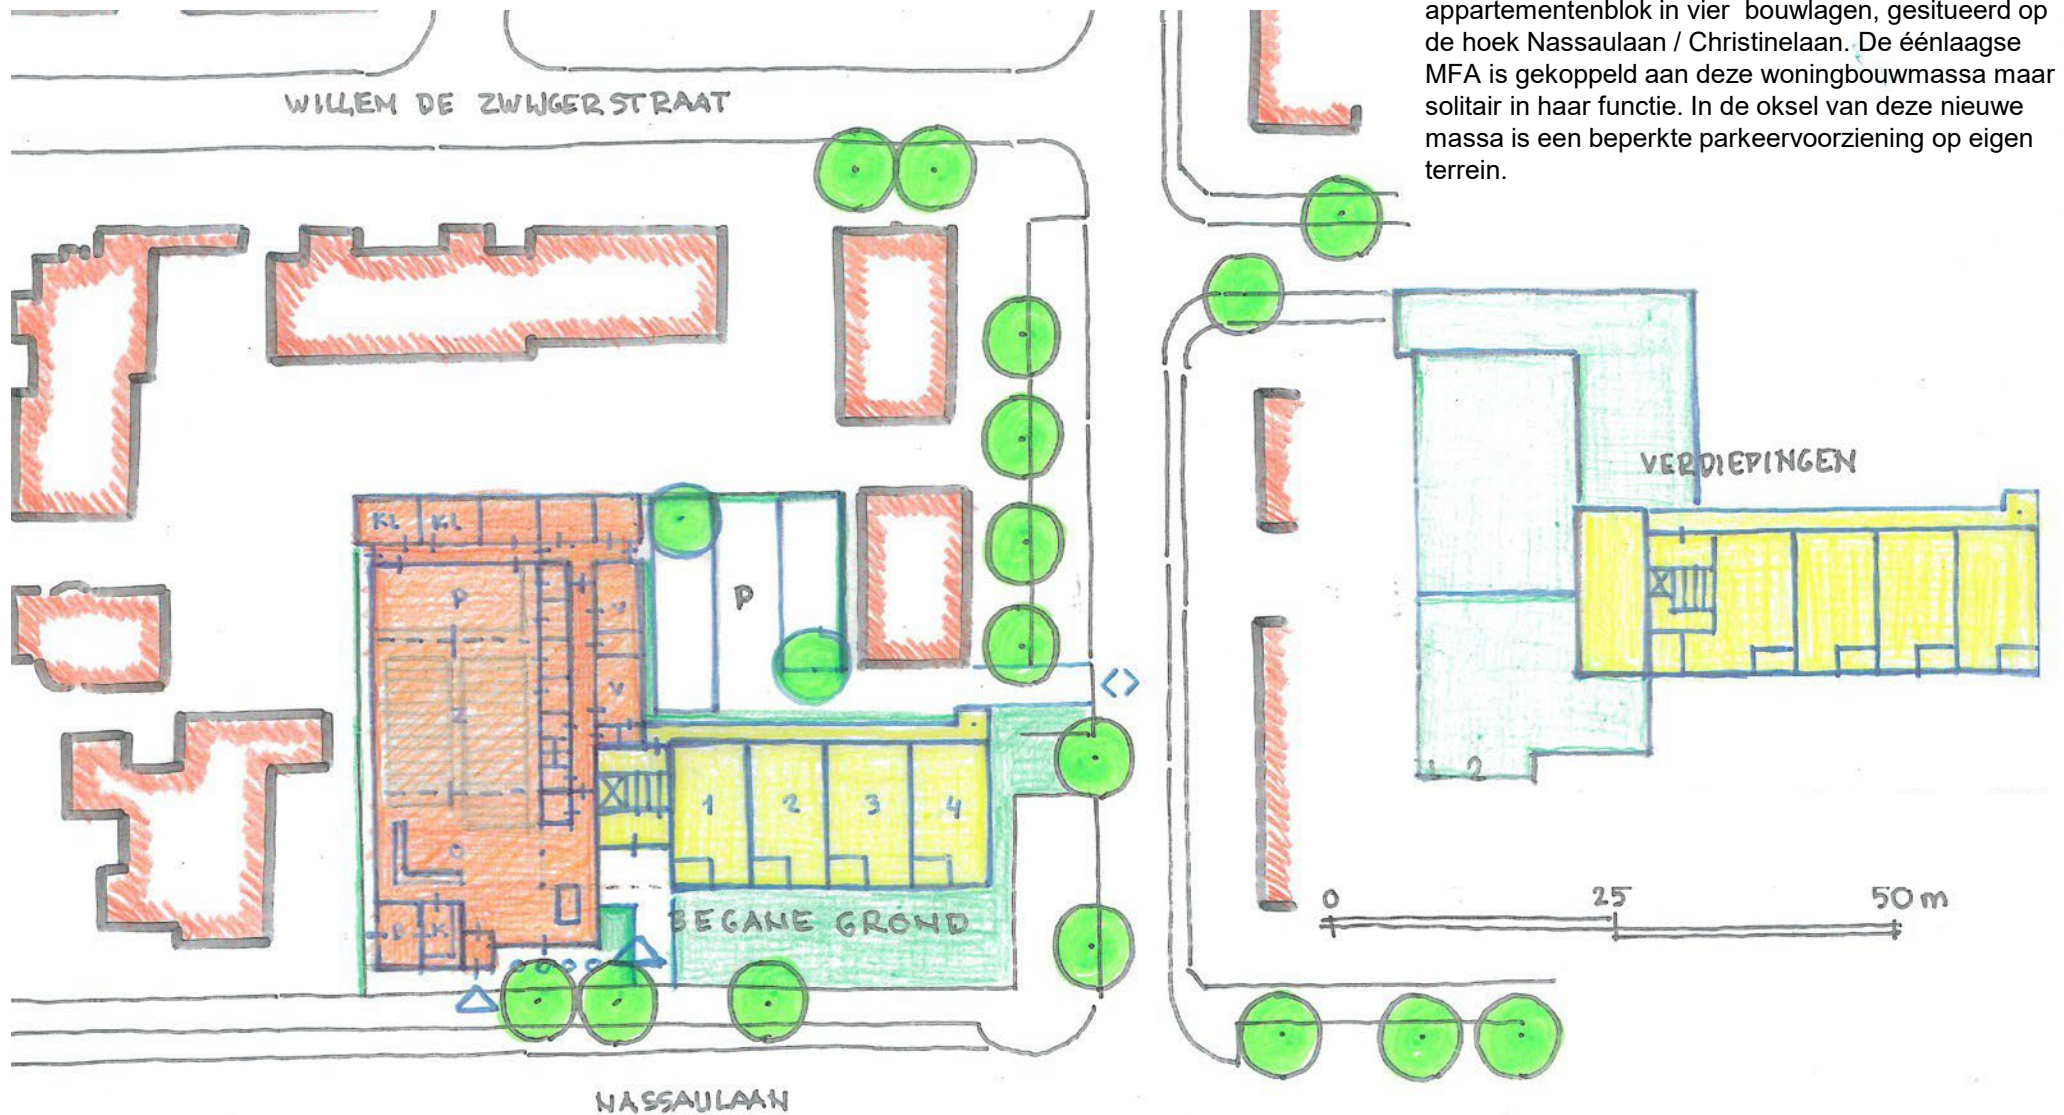 appartementenblok in vier bouwlagen, gesitueerd op
de hoek Nassaulaan / Christinelaan. De éénlaagse
MFA is gekoppeld aan deze woningbouwmassa maar
solitair in haar functie. In de oksel van deze nieuwe
massa is een beperkte parkeervoorziening op eigen
terrein.
WILLEM DE ZWIJGERSTRAAT
VERDIEPINGEN
KL KL
P V
P
Z V
1 2 3 4
2
O
0 25 50 m
B K
BEGANE GROND
NASSAULAAN